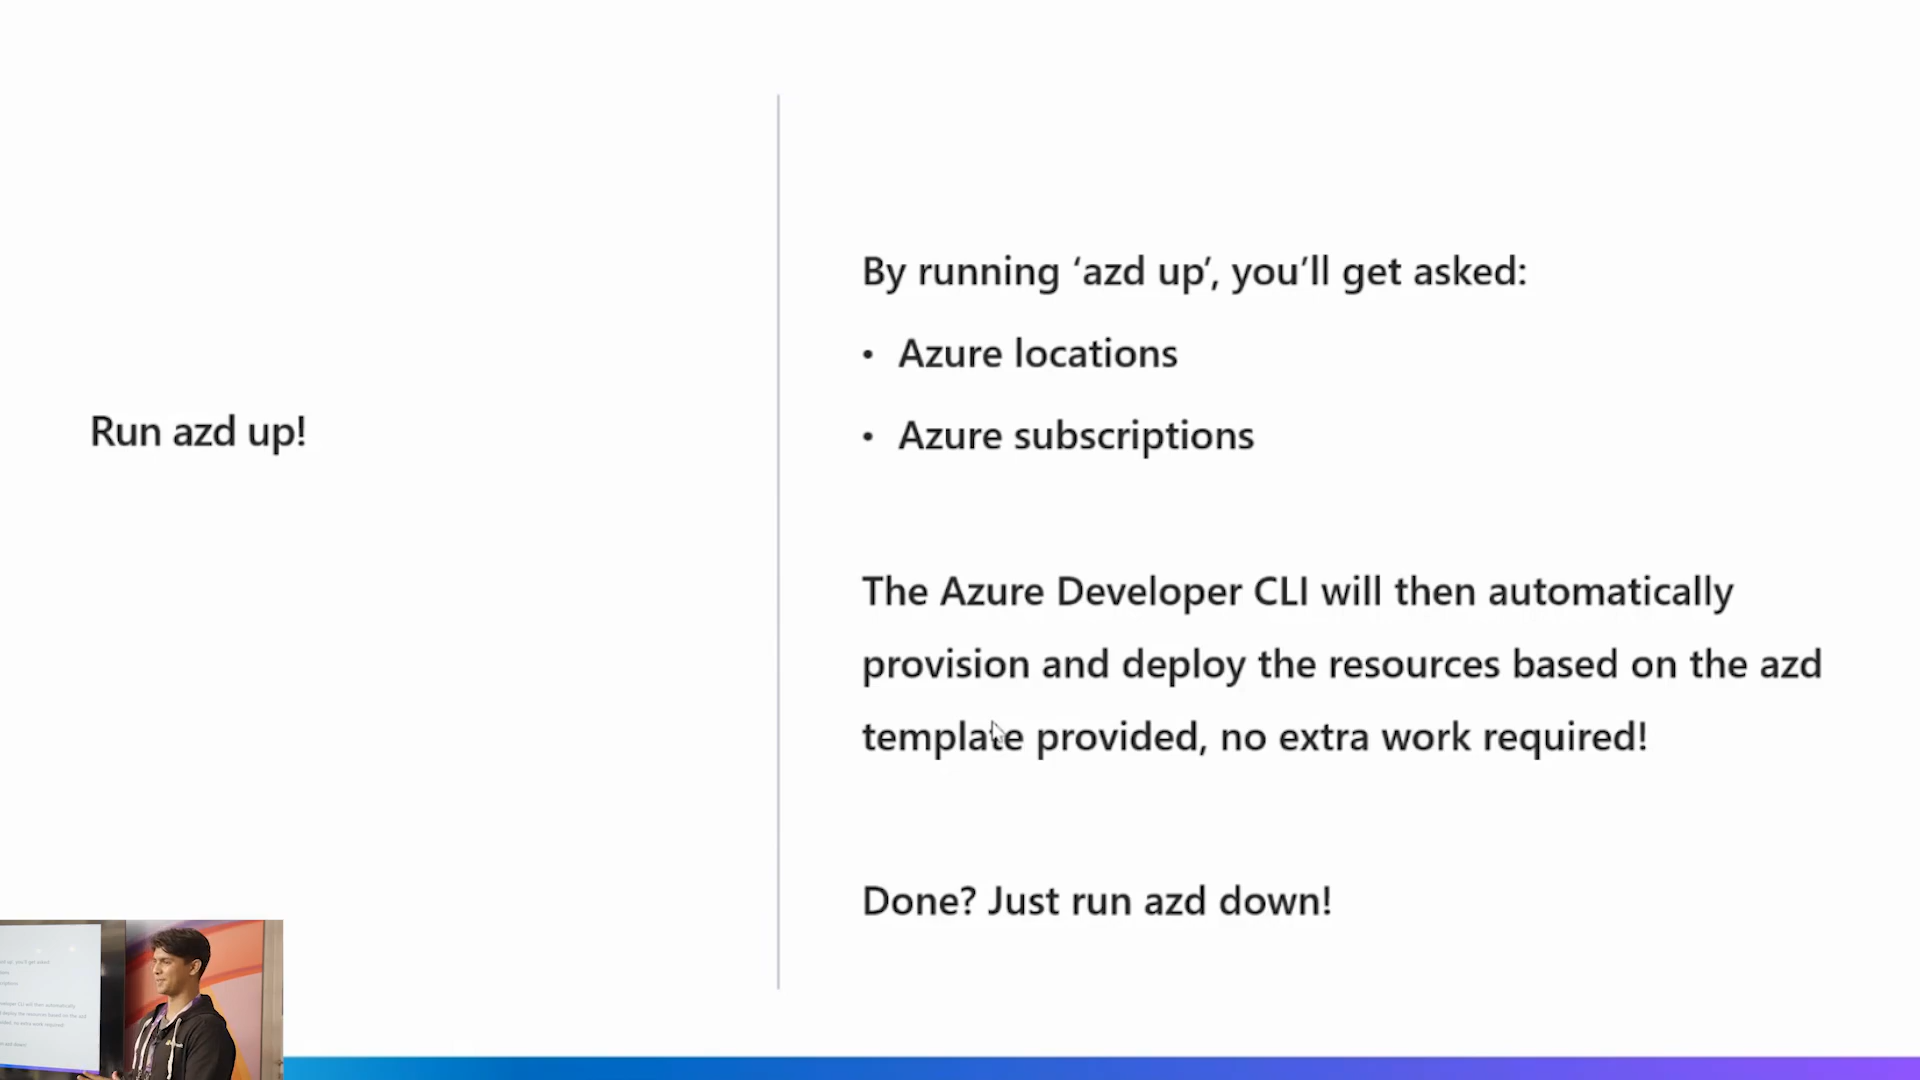 Run azd up!
By running ‘azd up’, you’ll get asked:
• Azure locations
• Azure subscriptions
The Azure Developer CLI will then automatically
provision and deploy the resources based on the azd
template provided, no extra work required!
Done? Just run azd down!